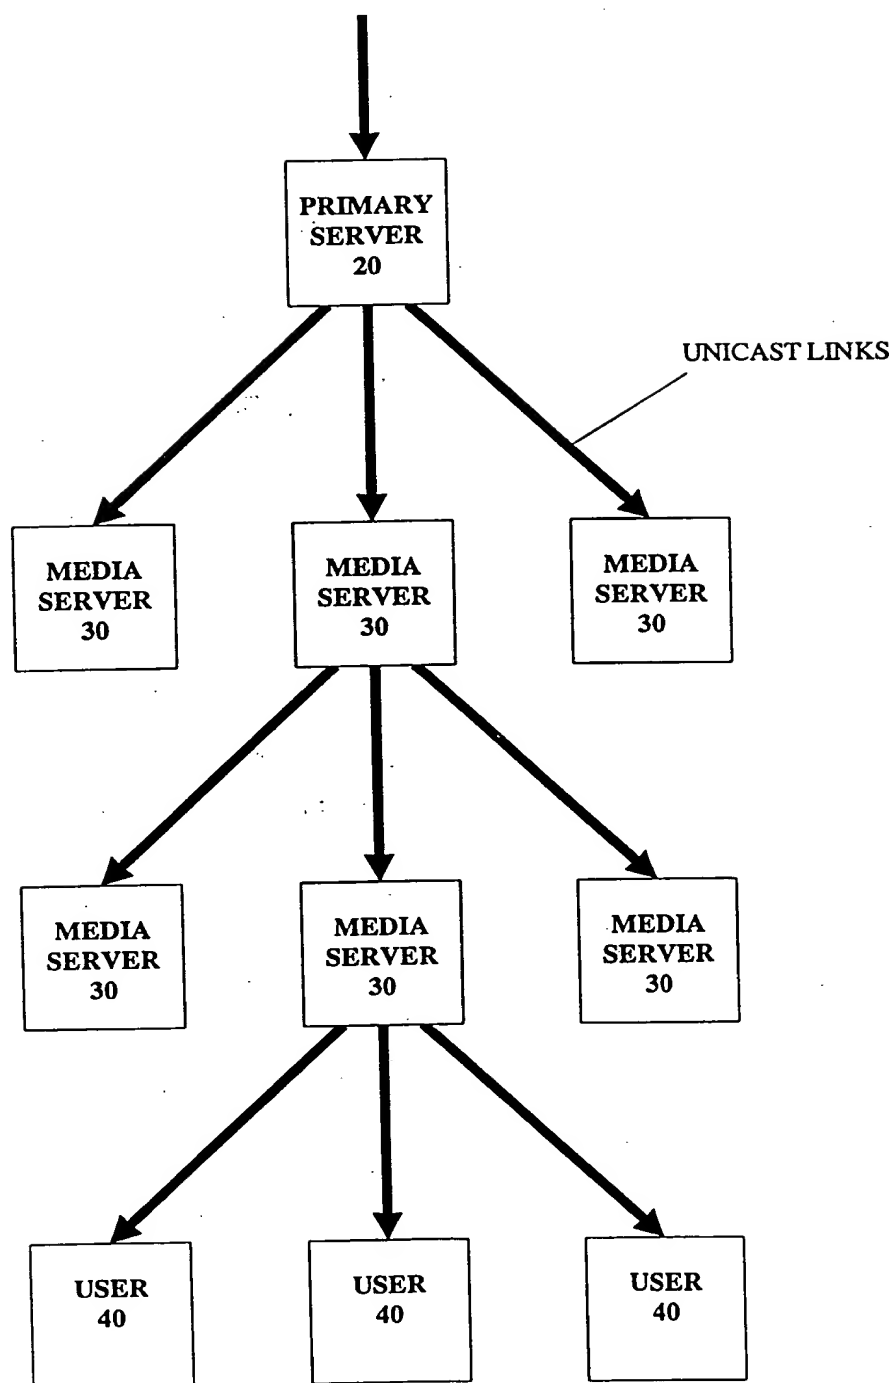 PRIMARY
SERVER
20
UNICAST LINKS
MEDIA
SERVER
30
MEDIA
SERVER
30
MEDIA
SERVER
30
MEDIA
SERVER
30
MEDIA
SERVER
30
MEDIA
SERVER
30
USER
40
USER
40
USER
40